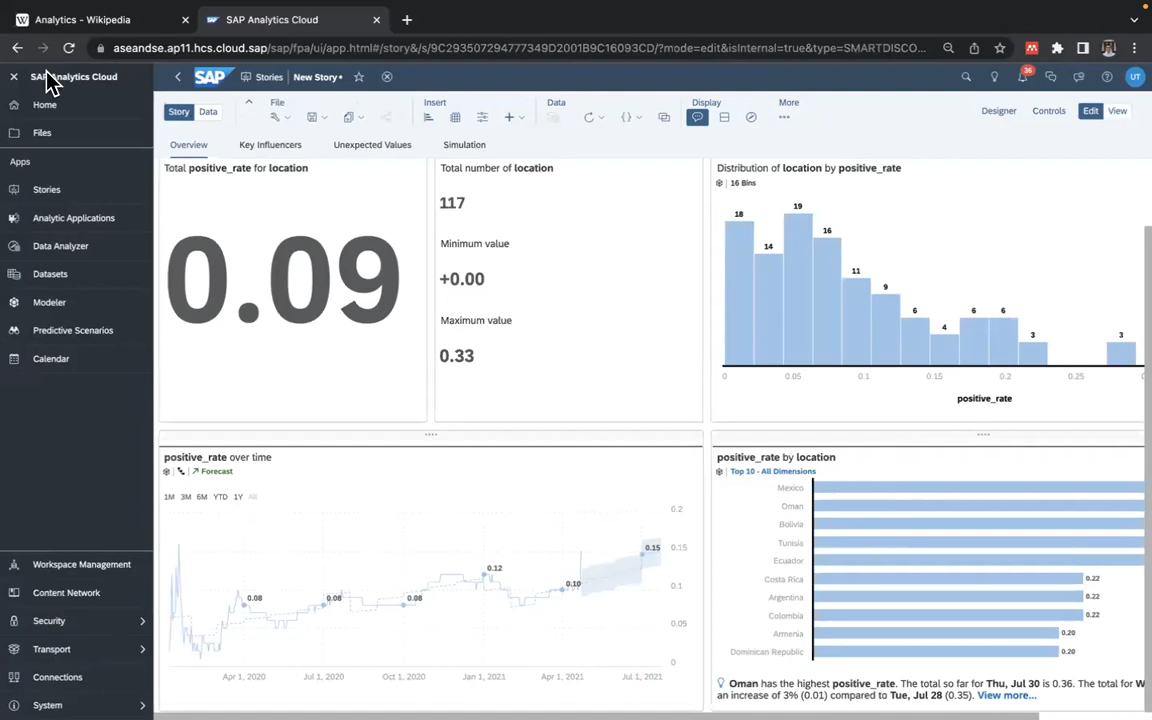 Analytics - Wikipedia
SAP Analytics Cloud
aseandse.ap11.hcs.cloud.sap/sap/fpa/ui/app.html#/story&/s/9C293507294777349D2001B9C16093CD/?mode=edit&isInternal=true&type=SMARTDISCO...
SAP Analytics Cloud
Home
Files
Apps
Stories
Analytic Applications
Data Analyzer
Datasets
Modeler
Predictive Scenarios
Calendar
Workspace Management
Content Network
Security
Transport
Connections
System
SAP
Stories
New Story
36
UT
Story
Data
File
Insert
Data
Display
More
Designer
Controls
Edit
View
Overview
Key Influencers
Unexpected Values
Simulation
Total positive_rate for location
0.09
Total number of location
117
Minimum value
+0.00
Maximum value
0.33
Distribution of location by positive_rate
16 Bins
18
14
19
16
11
9
6
4
6
6
3
3
0
0.05
0.1
0.15
0.2
0.25
positive_rate
positive_rate over time
Forecast
1M 3M 6M YTD 1Y All
0.2
0.15
0.1
0.05
0
0.08
0.08
0.08
0.12
0.10
0.15
Apr 1, 2020
Jul 1, 2020
Oct 1, 2020
Jan 1, 2021
Apr 1, 2021
Jul 1, 2021
positive_rate by location
Top 10 - All Dimensions
Mexico
Oman
Bolivia
Tunisia
Ecuador
Costa Rica 0.22
Argentina 0.22
Colombia 0.22
Armenia 0.20
Dominican Republic 0.20
Oman has the highest positive_rate. The total so far for Thu, Jul 30 is 0.36. The total for W
an increase of 3% (0.01) compared to Tue, Jul 28 (0.35). View more...